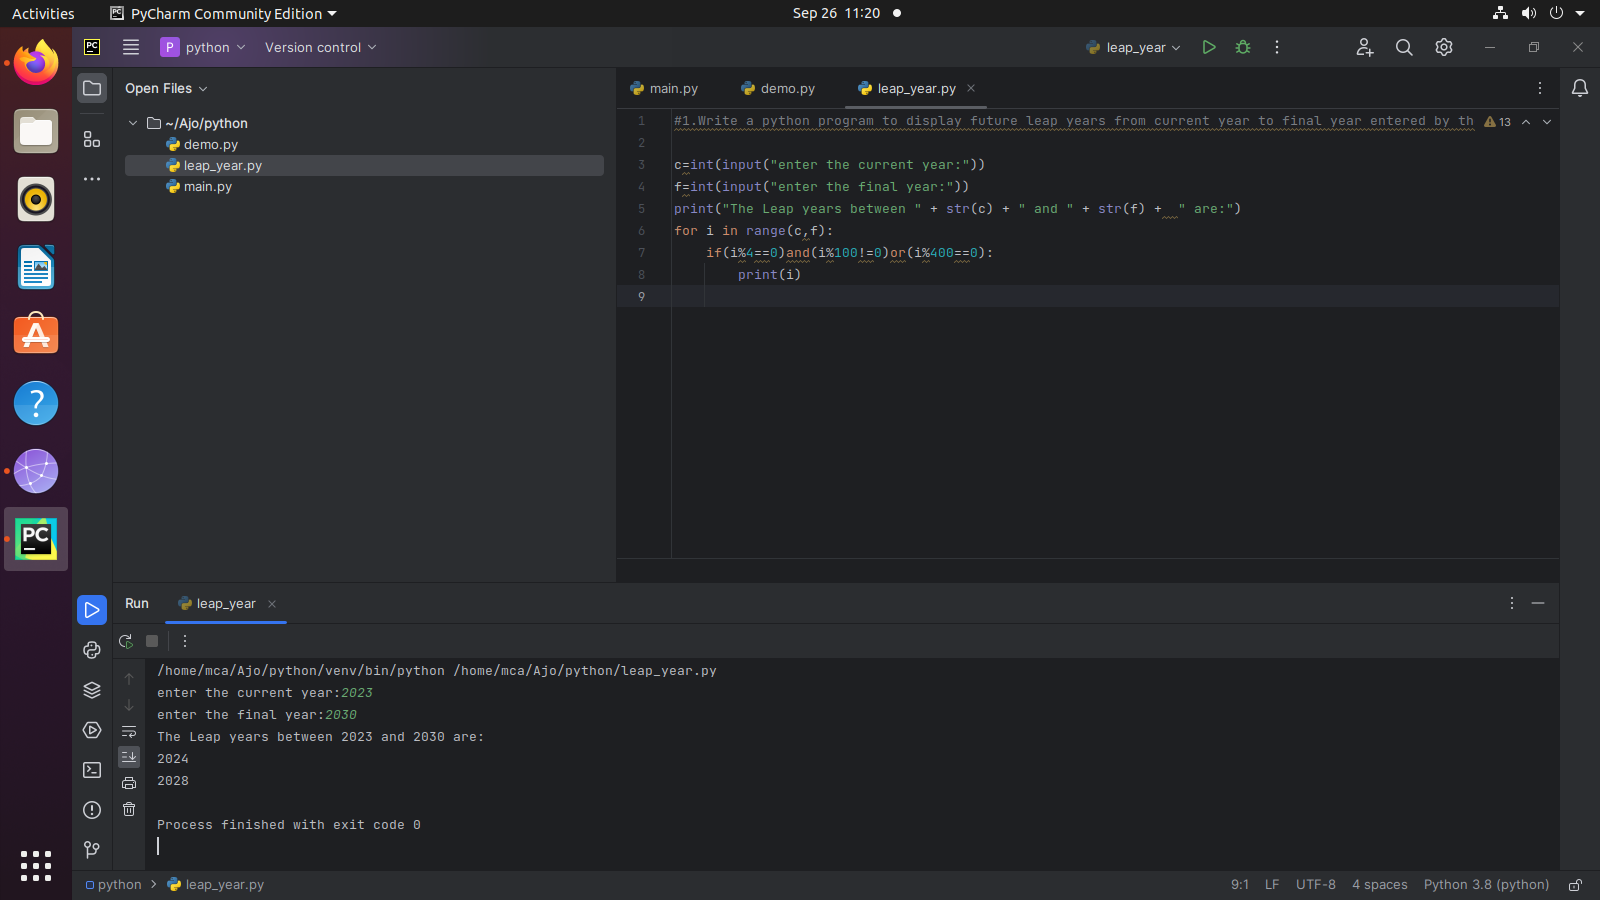 Activities PyCharm Community Edition Sep 26 11:20
PC P python Version control leap_year
Open Files
~/Ajo/python
demo.py
leap_year.py
main.py
main.py demo.py leap_year.py
1 #1.Write a python program to display future leap years from current year to final year entered by th 13
2
3 c=int(input("enter the current year:"))
4 f=int(input("enter the final year:"))
5 print("The Leap years between " + str(c) + " and " + str(f) + " are:")
6 for i in range(c,f):
7 if(i%4==0)and(i%100!=0)or(i%400==0):
8 print(i)
9
PC
Run leap_year
/home/mca/Ajo/python/venv/bin/python /home/mca/Ajo/python/leap_year.py
enter the current year:2023
enter the final year:2030
The Leap years between 2023 and 2030 are:
2024
2028
Process finished with exit code 0
python leap_year.py 9:1 LF UTF-8 4 spaces Python 3.8 (python)